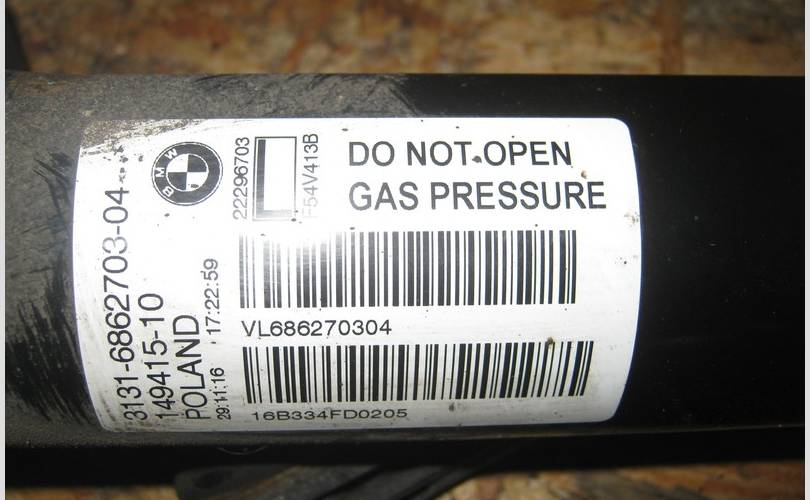 DO NOT OPEN
GAS PRESSURE
BMW
22296703
F54V413B
3131-6862703-04
149415-10
POLAND
29.11.16 17:22:59
VL686270304
16B334FD0205